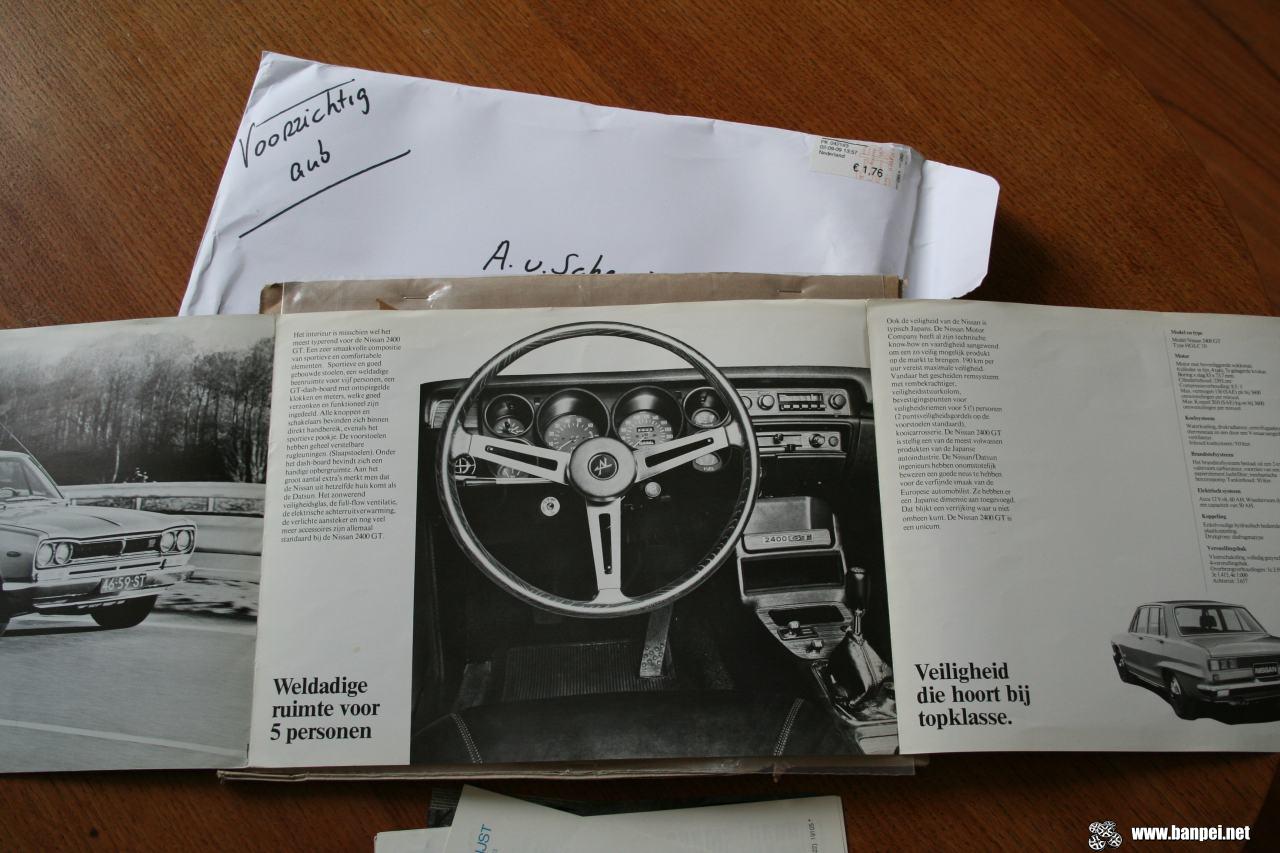 Voorzichtig
aub
Nederland
€ 1,76
A. v. Sche
Het interieur is misschien wel het
meest typerend voor de Nissan 2400
GT. Een zeer smaakvolle compositie
van sportieve en comfortabele
elementen. Sportieve en goed
gebouwde stoelen, een weldadige
beenruimte voor vijf personen, een
GT-dash-board met ontspiegelde
klokken en meters, welke goed
verzonken en funktioneel zijn
ingedeeld. Alle knoppen en
schakelaars bevinden zich binnen
direkt handbereik, evenals het
sportieve pookje. De voorstoelen
hebben geheel verstelbare
rugleuningen. (Slaapstoelen). Onder
het dash-board bevindt zich een
handige opbergruimte. Aan het
groot aantal extra's merkt men dat
de Nissan uit hetzelfde huis komt als
de Datsun. Het zonwerend
veiligheidsglas, de full-flow ventilatie,
de elektrische achterruitverwarming,
de verlichte aansteker en nog veel
meer accessoires zijn allemaal
standaard bij de Nissan 2400 GT.
Weldadige
ruimte voor
5 personen
46-59-ST
2400 GT
Ook de veiligheid van de Nissan is
typisch Japans. De Nissan Motor
Company heeft al zijn technische
know-how en vaardigheid aangewend
om een zo veilig mogelijk produkt
op de markt te brengen. 190 km per
uur vereist maximale veiligheid.
Vandaar het gescheiden remsysteem
met rembekrachtiger,
veiligheidsstuurkolom,
bevestigingspunten voor
veiligheidsriemen voor 5 (!) personen
(2 puntsveiligheidsgordels op de
voorstoelen standaard),
kooicarrosserie. De Nissan 2400 GT
is stellig een van de meest volwassen
produkten van de Japanse
autoindustrie. De Nissan/Datsun
ingenieurs hebben onomstotelijk
bewezen een goede neus te hebben
voor de verfijnde smaak van de
Europese automobilist. Ze hebben er
een Japanse dimensie aan toegevoegd.
Dat blijkt een verrijking waar u niet
omheen kunt. De Nissan 2400 GT is
een unicum.
Veiligheid
die hoort bij
topklasse.
Model en type
Model Nissan 2400 GT
Motor
Koelsysteem
Brandstofsysteem
Elektrisch systeem
Koppeling
Versnellingsbak
NISSAN
UST
www.banpei.net